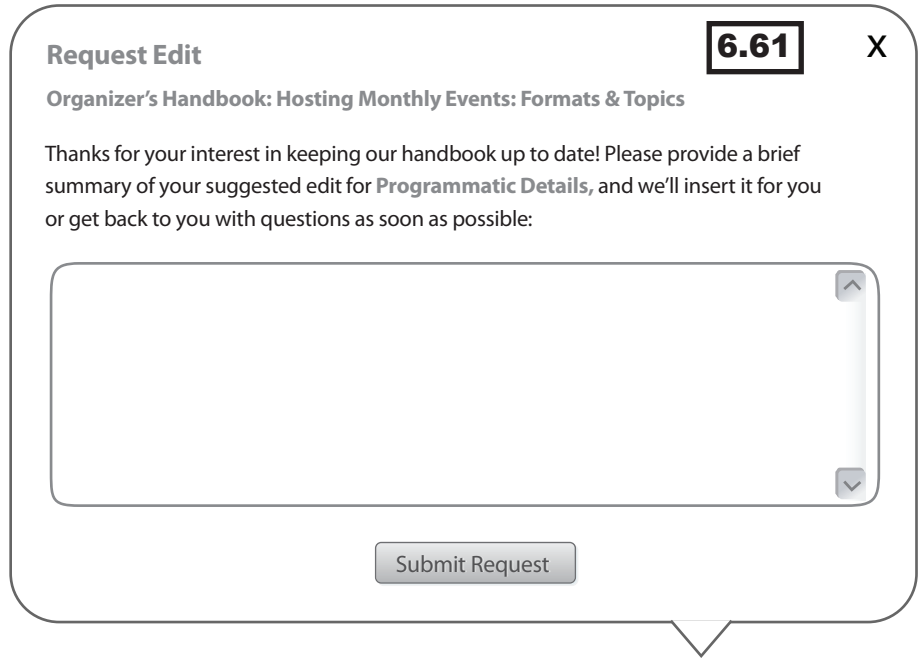 Request Edit
6.61
X
Organizer’s Handbook: Hosting Monthly Events: Formats & Topics
Thanks for your interest in keeping our handbook up to date! Please provide a brief
summary of your suggested edit for Programmatic Details, and we’ll insert it for you
or get back to you with questions as soon as possible:
Submit Request